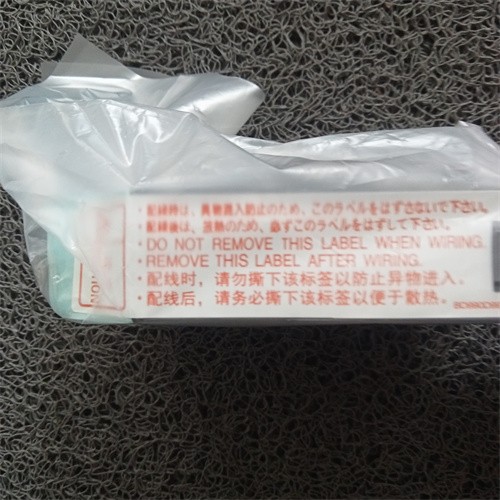 ・配線時は、異物混入防止のため、このラベルをはずさないで下さい。
・配線後は、放熱のため、必ずこのラベルをはずして下さい。
・DO NOT REMOVE THIS LABEL WHEN WIRING.
・REMOVE THIS LABEL AFTER WIRING.
・配线时，请勿撕下该标签以防止异物进入。
・配线后，请务必撕下该标签以便于散热。